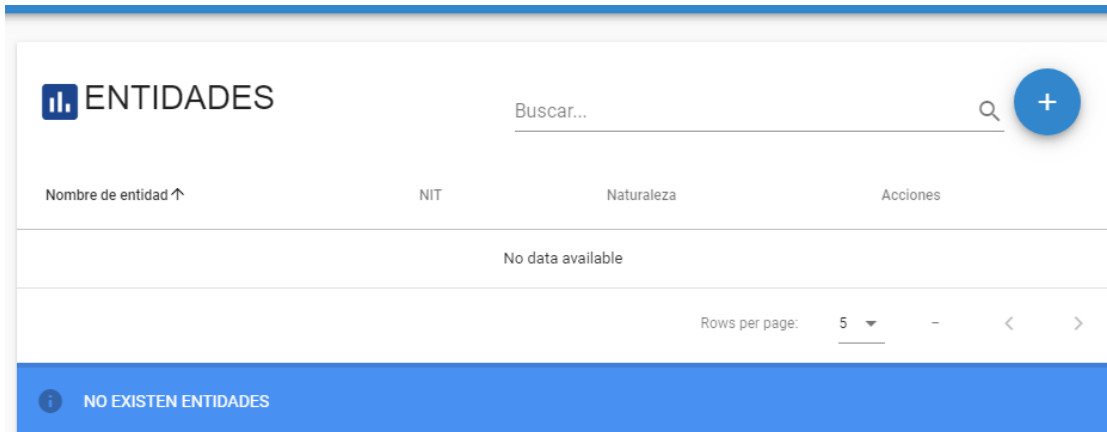 ENTIDADES
Buscar...
Nombre de entidad NIT Naturaleza Acciones
No data available
Rows per page: 5 –
NO EXISTEN ENTIDADES